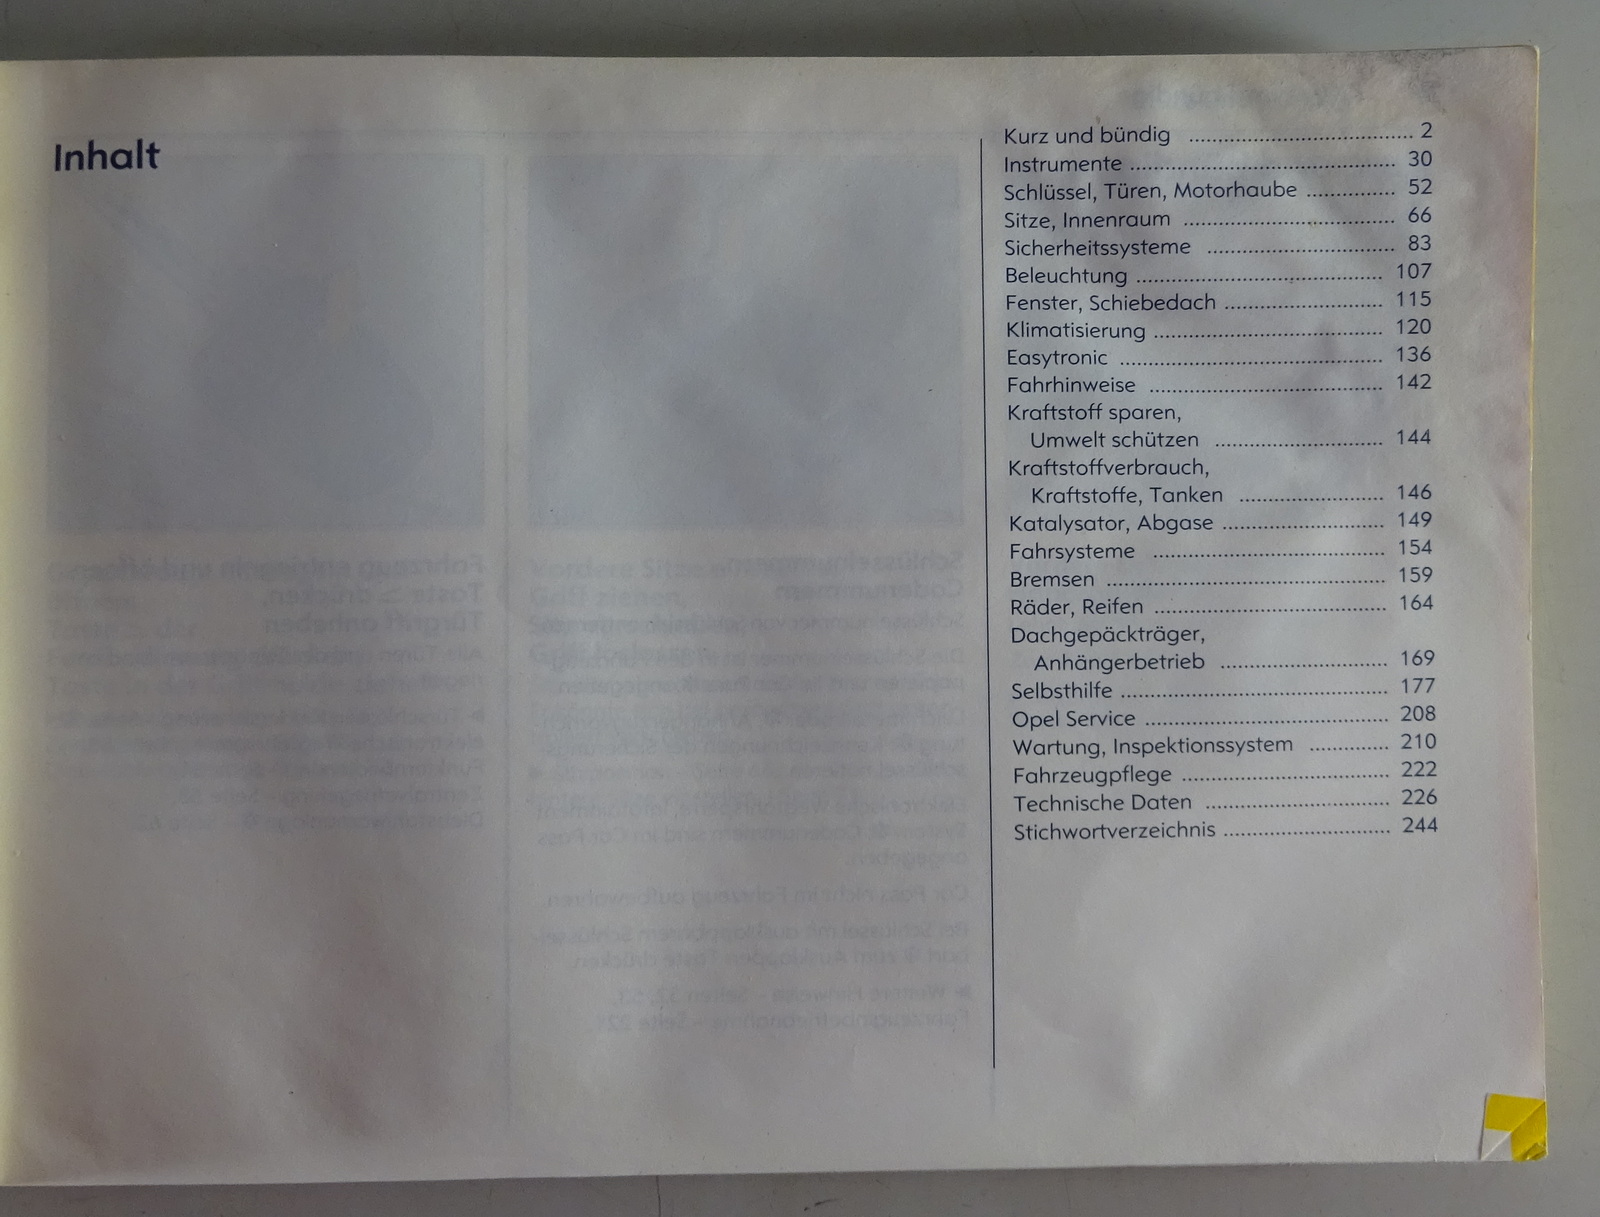 Inhalt
Kurz und bündig ........ 2
Instrumente ........ 30
Schlüssel, Türen, Motorhaube ........ 52
Sitze, Innenraum ........ 66
Sicherheitssysteme ........ 83
Beleuchtung ........ 107
Fenster, Schiebedach ........ 115
Klimatisierung ........ 120
Easytronic ........ 136
Fahrhinweise ........ 142
Kraftstoff sparen,
Umwelt schützen ........ 144
Kraftstoffverbrauch,
Kraftstoffe, Tanken ........ 146
Katalysator, Abgase ........ 149
Fahrsysteme ........ 154
Bremsen ........ 159
Räder, Reifen ........ 164
Dachgepäckträger,
Anhängerbetrieb ........ 169
Selbsthilfe ........ 177
Opel Service ........ 208
Wartung, Inspektionssystem ........ 210
Fahrzeugpflege ........ 222
Technische Daten ........ 226
Stichwortverzeichnis ........ 244